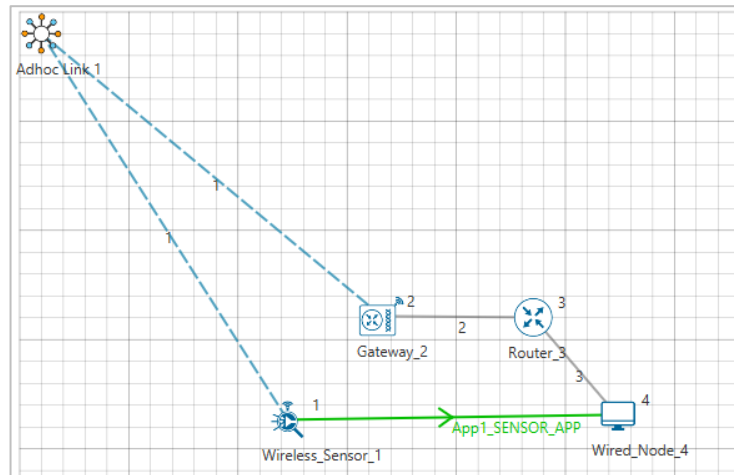 Adhoc Link 1
1
1
2
3
2
Gateway_2
Router_3
3
1
4
App1_SENSOR_APP
Wireless_Sensor_1
Wired_Node_4